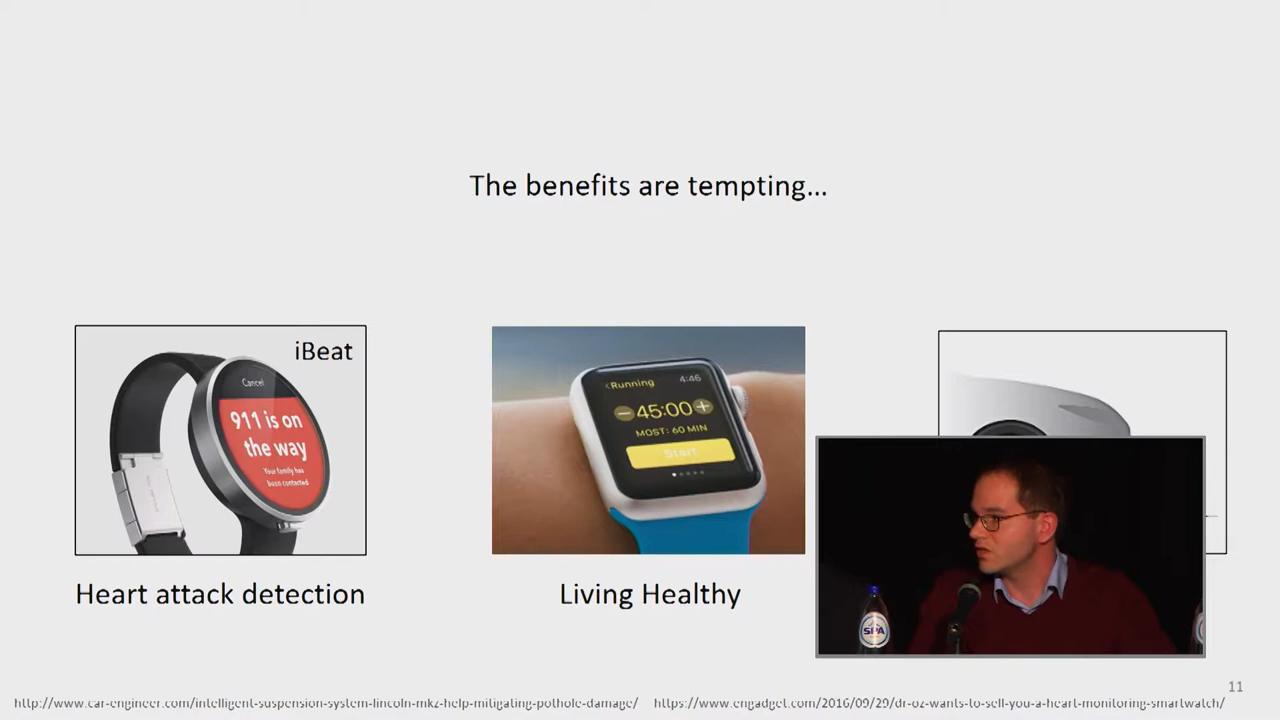 The benefits are tempting...
iBeat
Cancel
911 is on
the way
Your family has
been contacted
<Running 4:46
45:00
MOST: 60 MIN
Start
Heart attack detection
Living Healthy
SPA
11
http://www.car-engineer.com/intelligent-suspension-system-lincoln-mkz-help-mitigating-pothole-damage/
https://www.engadget.com/2016/09/29/dr-oz-wants-to-sell-you-a-heart-monitoring-smartwatch/